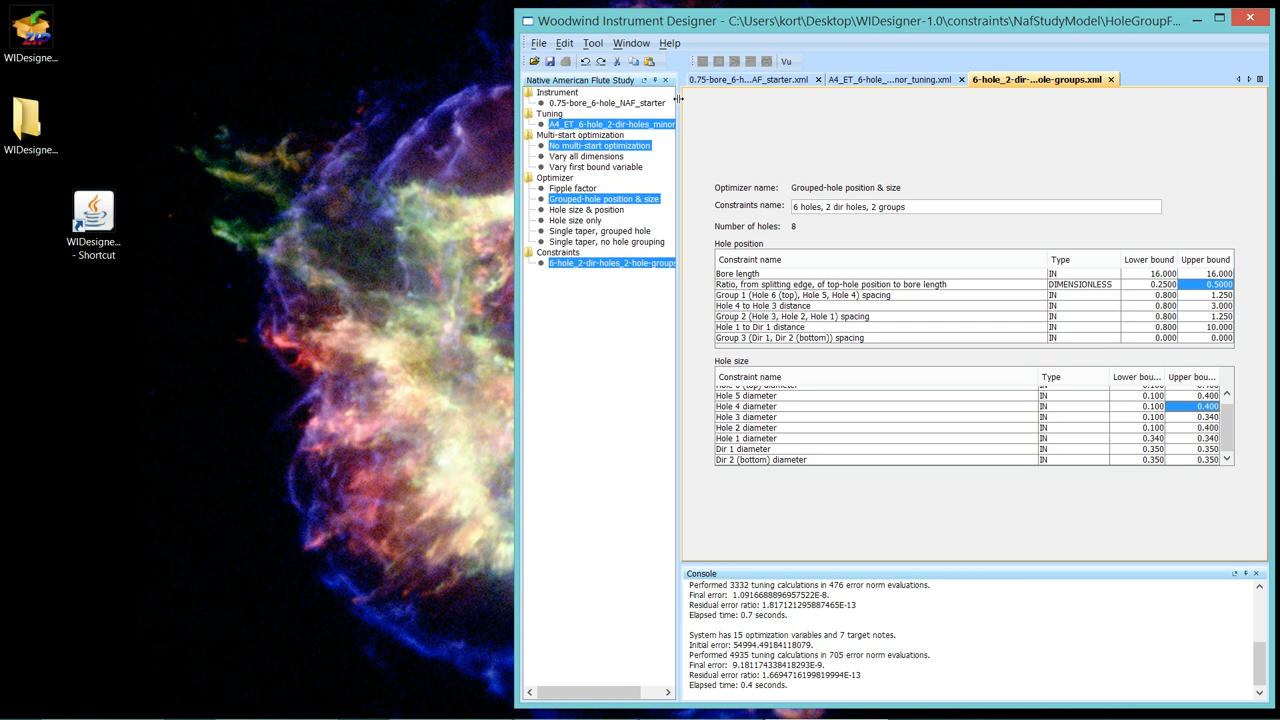 WIDesigne...
WIDesigne...
WIDesigne...
- Shortcut
Woodwind Instrument Designer - C:\Users\kort\Desktop\WIDesigner-1.0\constraints\NafStudyModel\HoleGroupF...
File Edit Tool Window Help
Vu
Native American Flute Study
Instrument
0.75-bore_6-hole_NAF_starter
Tuning
A4_ET_6-hole_2-dir-holes_minor
Multi-start optimization
No multi-start optimization
Vary all dimensions
Vary first bound variable
Optimizer
Fipple factor
Grouped-hole position & size
Hole size & position
Hole size only
Single taper, grouped hole
Single taper, no hole grouping
Constraints
6-hole_2-dir-holes_2-hole-groups
0.75-bore_6-h...AF_starter.xml A4_ET_6-hole_...nor_tuning.xml 6-hole_2-dir-...ole-groups.xml
Optimizer name: Grouped-hole position & size
Constraints name: 6 holes, 2 dir holes, 2 groups
Number of holes: 8
Hole position
Constraint name Type Lower bound Upper bound
Bore length IN 16.000 16.000
Ratio, from splitting edge, of top-hole position to bore length DIMENSIONLESS 0.2500 0.5000
Group 1 (Hole 6 (top), Hole 5, Hole 4) spacing IN 0.800 1.250
Hole 4 to Hole 3 distance IN 0.800 3.000
Group 2 (Hole 3, Hole 2, Hole 1) spacing IN 0.800 1.250
Hole 1 to Dir 1 distance IN 0.800 10.000
Group 3 (Dir 1, Dir 2 (bottom)) spacing IN 0.000 0.000
Hole size
Constraint name Type Lower bou... Upper bou...
Hole 6 (top) diameter IN 0.100 0.400
Hole 5 diameter IN 0.100 0.400
Hole 4 diameter IN 0.100 0.400
Hole 3 diameter IN 0.100 0.340
Hole 2 diameter IN 0.100 0.400
Hole 1 diameter IN 0.340 0.340
Dir 1 diameter IN 0.350 0.350
Dir 2 (bottom) diameter IN 0.350 0.350
Console
Performed 3332 tuning calculations in 476 error norm evaluations.
Final error: 1.0916688896957522E-8.
Residual error ratio: 1.817121295887465E-13
Elapsed time: 0.7 seconds.
System has 15 optimization variables and 7 target notes.
Initial error: 54994.49184118079.
Performed 4935 tuning calculations in 705 error norm evaluations.
Final error: 9.181174338418293E-9.
Residual error ratio: 1.6694716199819994E-13
Elapsed time: 0.4 seconds.